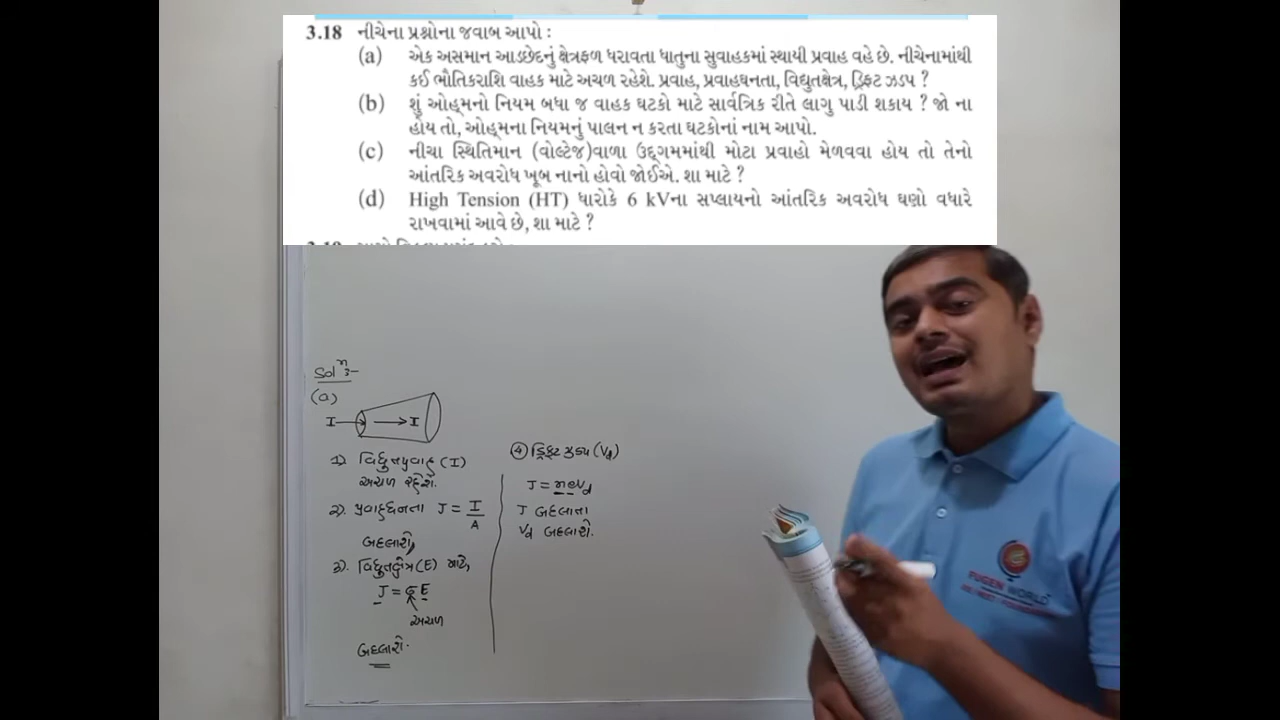 3.18 નીચેના પ્રશ્નોના જવાબ આપો :
(a) એક અસમાન આડછેદનું ક્ષેત્રફળ ધરાવતા ધાતુના સુવાહકમાં સ્થાયી પ્રવાહ વહે છે. નીચેનામાંથી
કઈ ભૌતિકરાશિ વાહક માટે અચળ રહેશે. પ્રવાહ, પ્રવાહઘનતા, વિદ્યુતક્ષેત્ર, ડ્રિફ્ટ ઝડપ ?
(b) શું ઓહ્‌મનો નિયમ બધા જ વાહક ઘટકો માટે સાર્વત્રિક રીતે લાગુ પાડી શકાય ? જો ના
હોય તો, ઓહ્‌મના નિયમનું પાલન ન કરતા ઘટકોનાં નામ આપો.
(c) નીચા સ્થિતિમાન (વોલ્ટેજ)વાળા ઉદ્‌ગમમાંથી મોટા પ્રવાહો મેળવવા હોય તો તેનો
આંતરિક અવરોધ ખૂબ નાનો હોવો જોઈએ. શા માટે ?
(d) High Tension (HT) ધારોકે 6 kVના સપ્લાયનો આંતરિક અવરોધ ઘણો વધારે
રાખવામાં આવે છે, શા માટે ?
Solⁿ:-
(a)
I → I
1) વિદ્યુતપ્રવાહ (I)
અચળ રહેશે.
2) પ્રવાહઘનતા J = I/A
બદલાશે
3). વિદ્યુતક્ષેત્ર (E) માટે,
J = σE
અચળ
બદલાશે.
④ ડ્રિફ્ટ ઝડપ (Vd)
J = neVd
J બદલાતા
Vd બદલાશે.
FUGEN WORLD